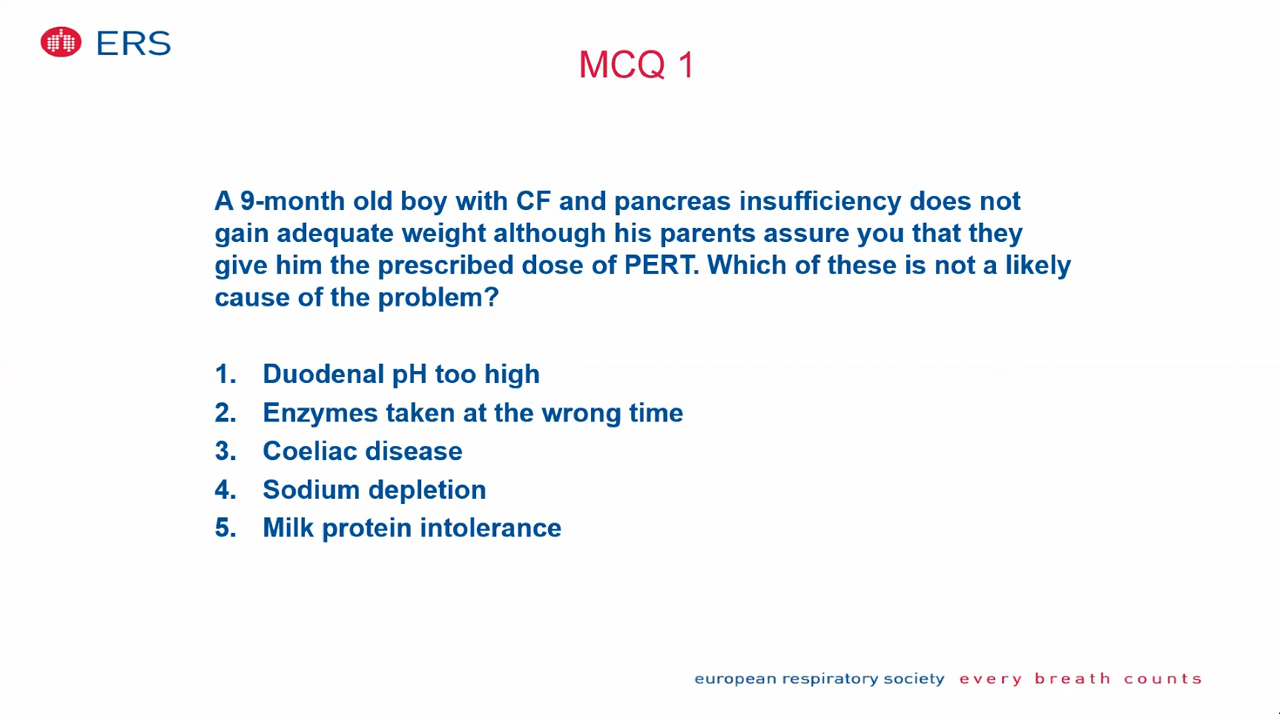 ERS
MCQ 1
A 9-month old boy with CF and pancreas insufficiency does not
gain adequate weight although his parents assure you that they
give him the prescribed dose of PERT. Which of these is not a likely
cause of the problem?
1. Duodenal pH too high
2. Enzymes taken at the wrong time
3. Coeliac disease
4. Sodium depletion
5. Milk protein intolerance
european respiratory society every breath counts